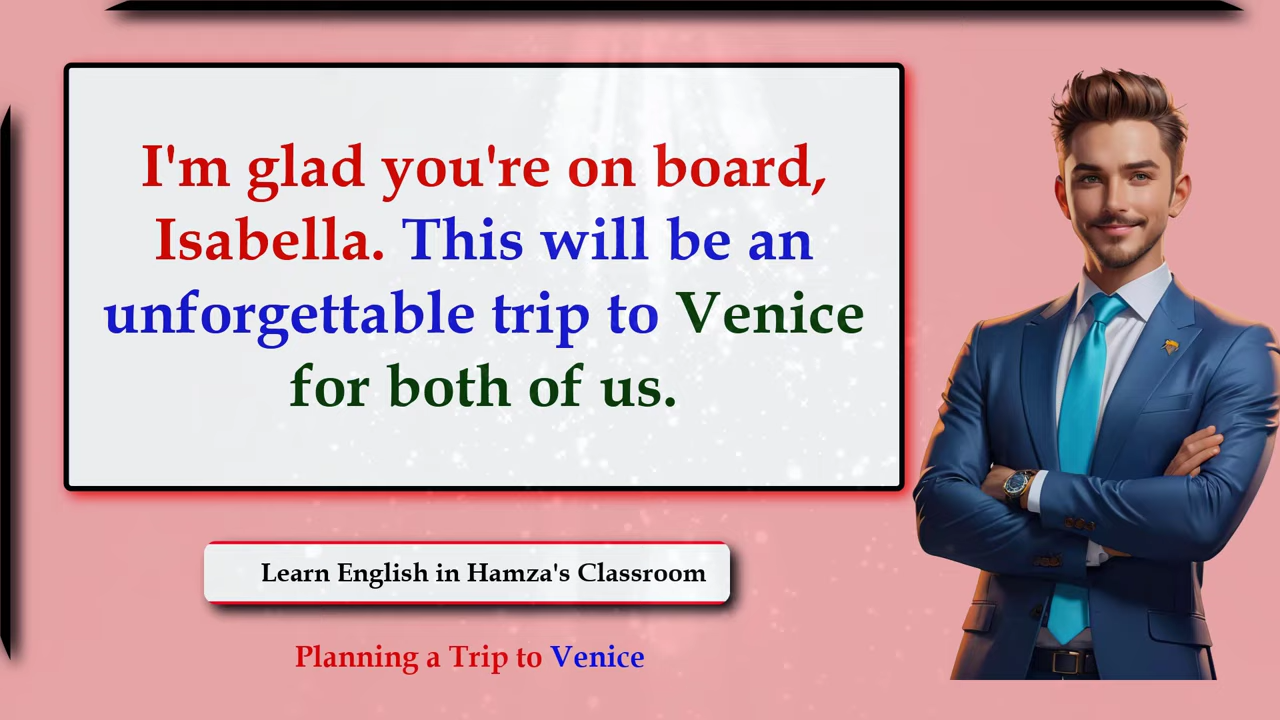 I'm glad you're on board,
Isabella. This will be an
unforgettable trip to Venice
for both of us.
Learn English in Hamza's Classroom
Planning a Trip to Venice